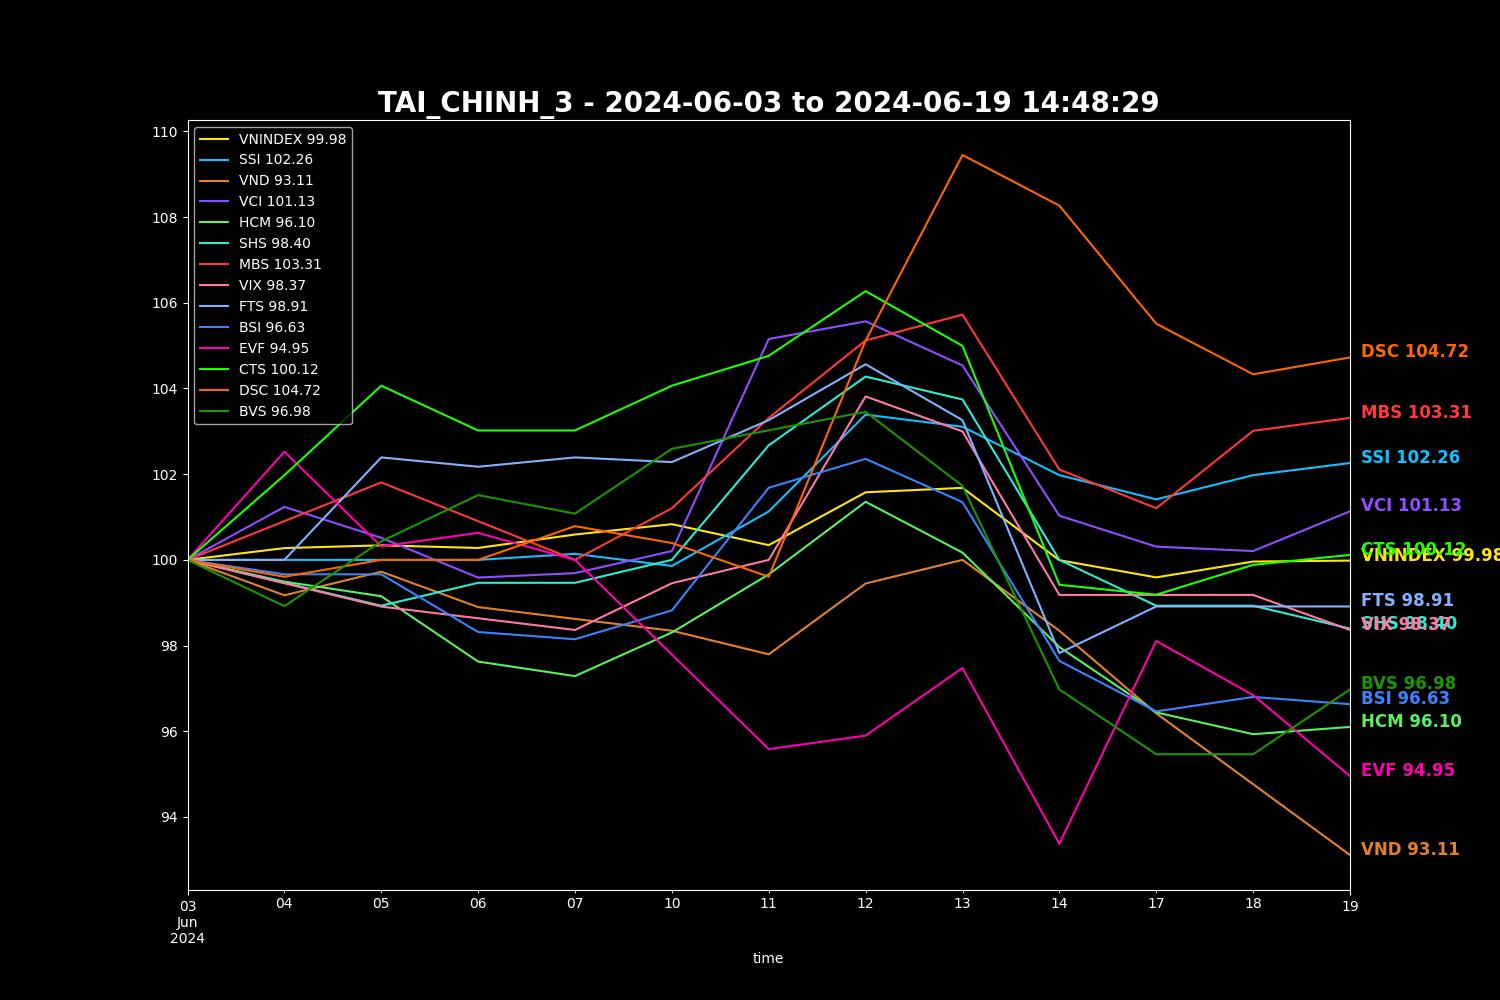 TAI_CHINH_3 - 2024-06-03 to 2024-06-19 14:48:29
110
108
106
104
102
100
98
96
94
VNINDEX 99.98
SSI 102.26
VND 93.11
VCI 101.13
HCM 96.10
SHS 98.40
MBS 103.31
VIX 98.37
FTS 98.91
BSI 96.63
EVF 94.95
CTS 100.12
DSC 104.72
BVS 96.98
DSC 104.72
MBS 103.31
SSI 102.26
VCI 101.13
CTS 100.12
VNINDEX 99.98
FTS 98.91
SHS 98.40
VIX 98.37
BVS 96.98
BSI 96.63
HCM 96.10
EVF 94.95
VND 93.11
03 04 05 06 07 10 11 12 13 14 17 18 19
Jun
2024
time